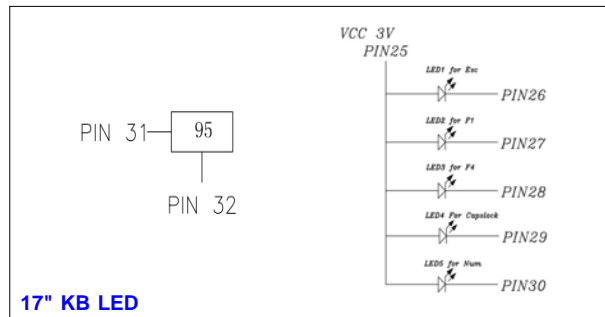 VCC 3V
PIN25
LED1 for Esc
PIN26
LED2 for F1
PIN27
LED3 for F4
PIN28
LED4 For Capslock
PIN29
LED5 for Num
PIN30
PIN 31
95
PIN 32
17" KB LED